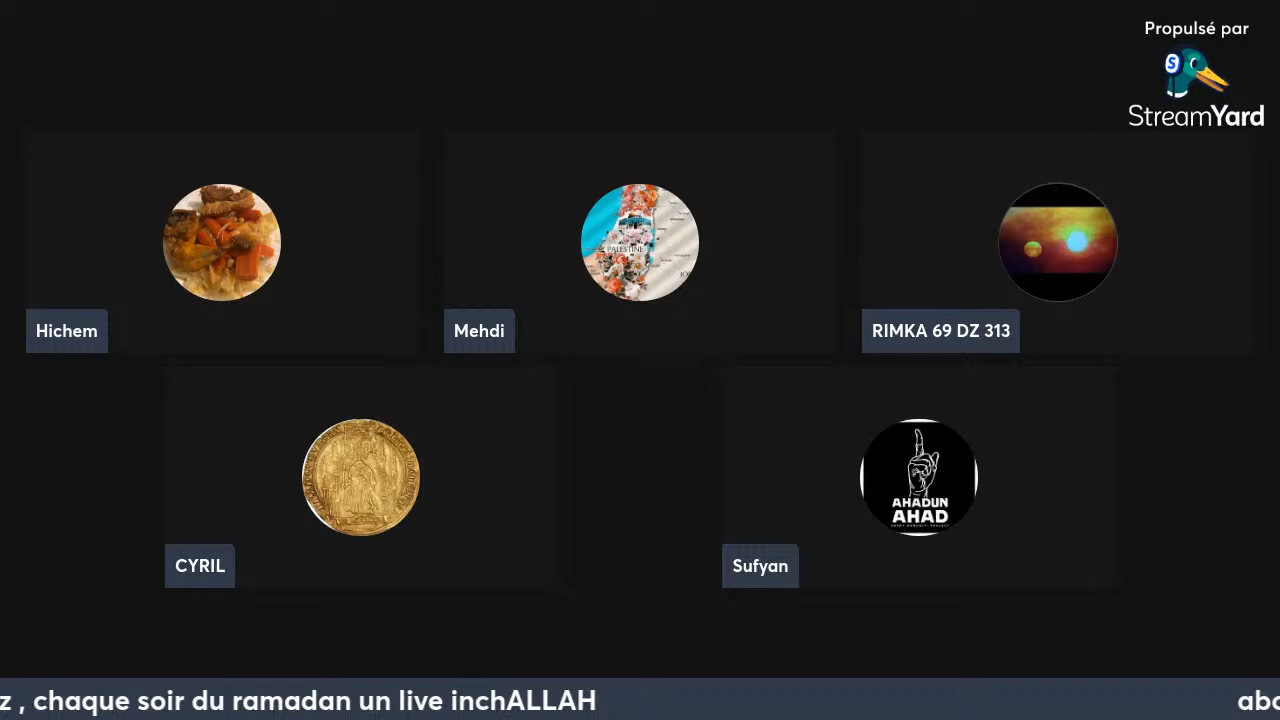 Propulsé par
StreamYard
Hichem
PALESTINE
Mehdi
RIMKA 69 DZ 313
CYRIL
AHADUN
AHAD
Sufyan
z , chaque soir du ramadan un live inchALLAH